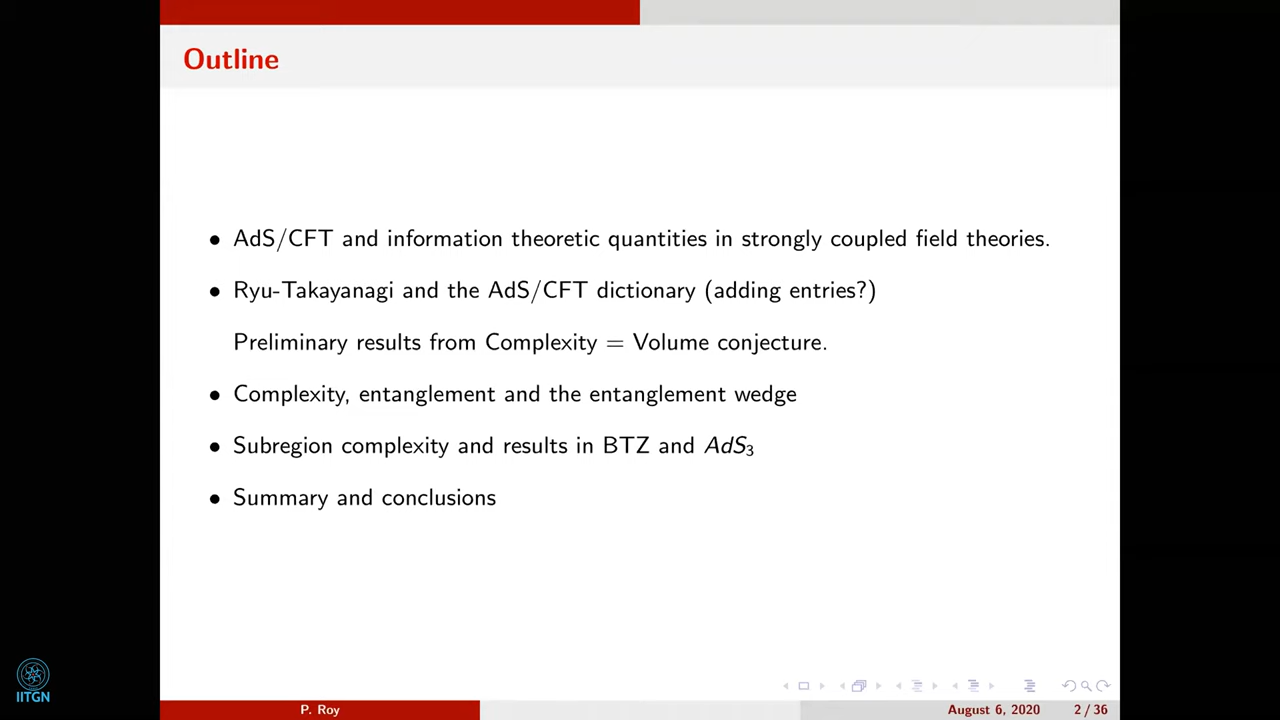 Outline
• AdS/CFT and information theoretic quantities in strongly coupled field theories.
• Ryu-Takayanagi and the AdS/CFT dictionary (adding entries?)
Preliminary results from Complexity = Volume conjecture.
• Complexity, entanglement and the entanglement wedge
• Subregion complexity and results in BTZ and AdS₃
• Summary and conclusions
IITGN
P. Roy
August 6, 2020
2 / 36